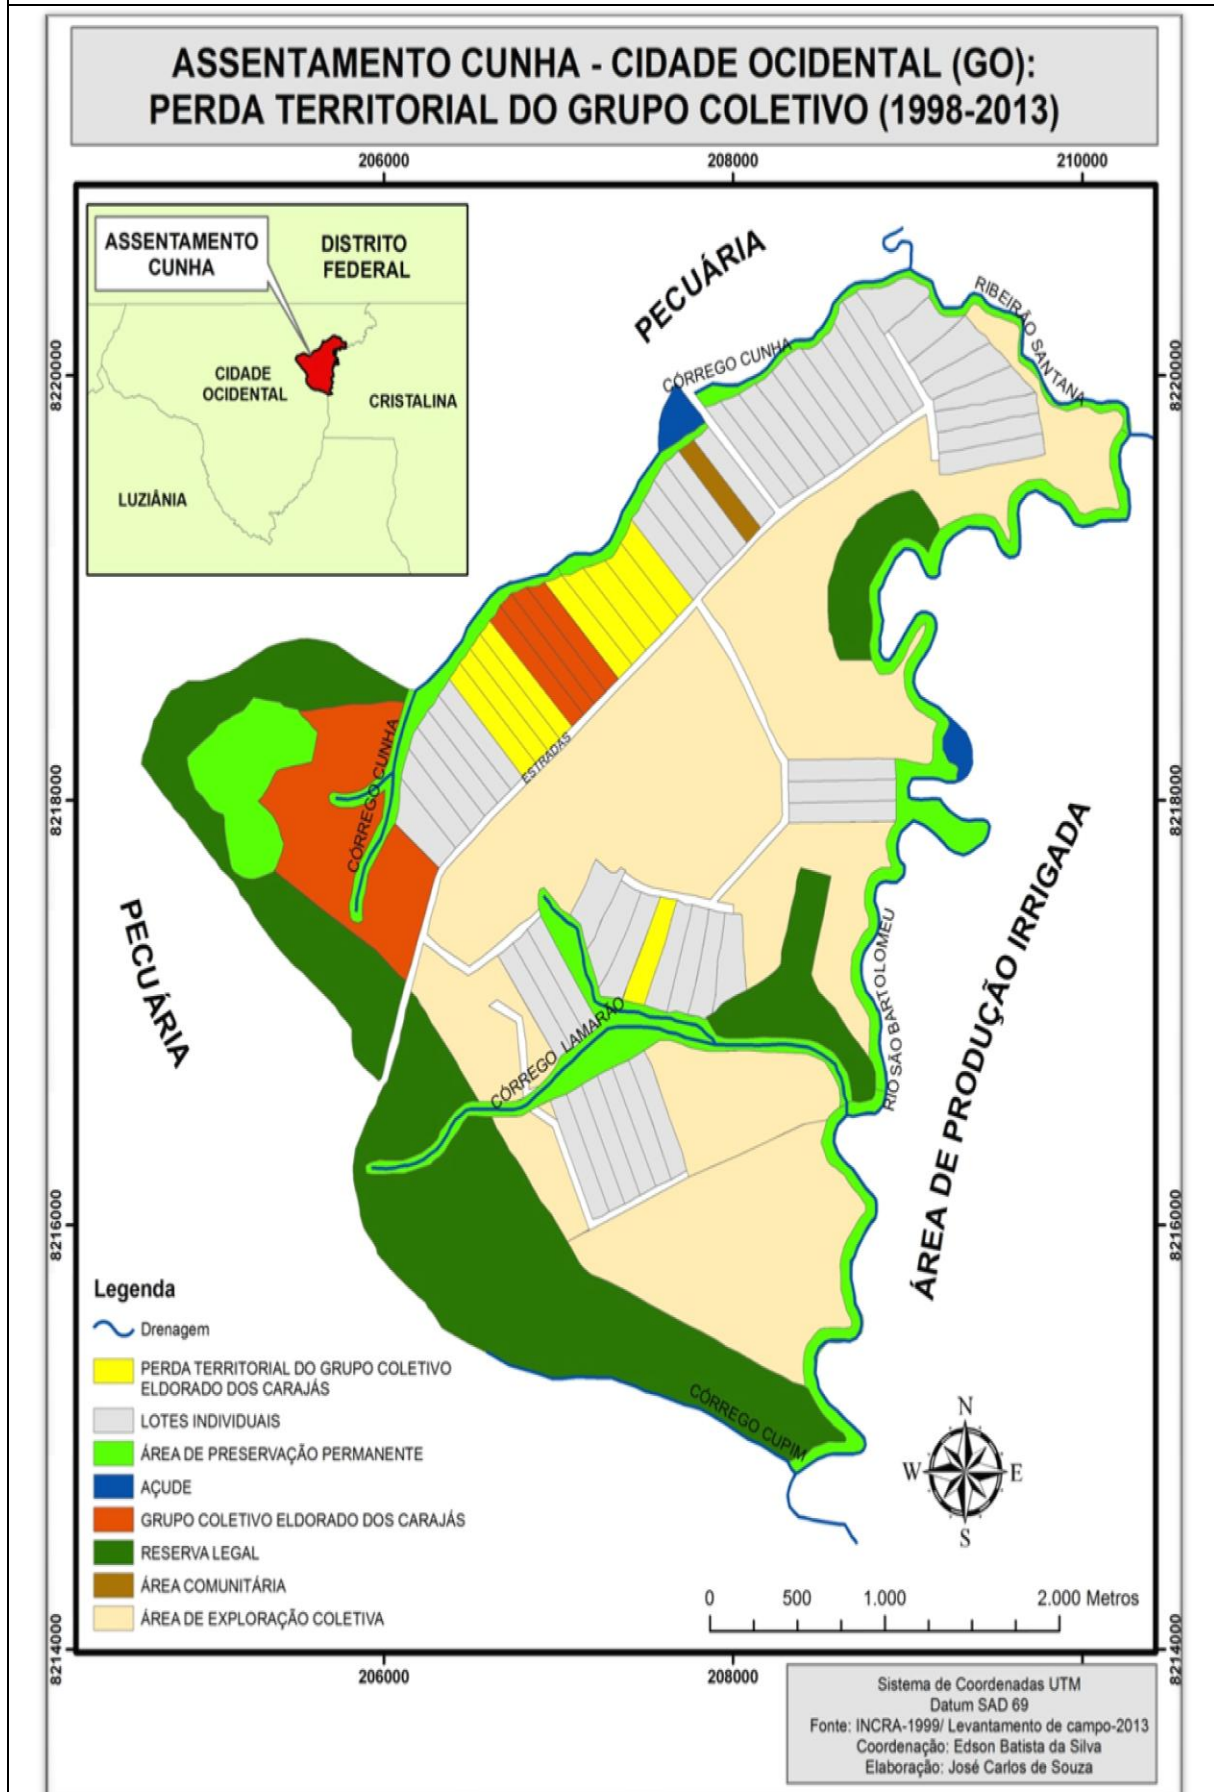 ASSENTAMENTO CUNHA - CIDADE OCIDENTAL (GO):
PERDA TERRITORIAL DO GRUPO COLETIVO (1998-2013)
206000
208000
210000
ASSENTAMENTO
CUNHA
DISTRITO
FEDERAL
CIDADE
OCIDENTAL
CRISTALINA
LUZIÂNIA
PECUÁRIA
RIBEIRÃO SANTANA
CÓRREGO CUNHA
8220000
8220000
ESTRADAS
CÓRREGO CUNHA
8218000
8218000
PECUÁRIA
ÁREA DE PRODUÇÃO IRRIGADA
RIO SÃO BARTOLOMEU
CÓRREGO LAMARÃO
8216000
8216000
CÓRREGO CUPIM
Legenda
Drenagem
PERDA TERRITORIAL DO GRUPO COLETIVO
ELDORADO DOS CARAJÁS
LOTES INDIVIDUAIS
ÁREA DE PRESERVAÇÃO PERMANENTE
AÇUDE
GRUPO COLETIVO ELDORADO DOS CARAJÁS
RESERVA LEGAL
ÁREA COMUNITÁRIA
ÁREA DE EXPLORAÇÃO COLETIVA
N
W E
S
0 500 1.000 2.000 Metros
8214000
8214000
206000
208000
Sistema de Coordenadas UTM
Datum SAD 69
Fonte: INCRA-1999/ Levantamento de campo-2013
Coordenação: Edson Batista da Silva
Elaboração: José Carlos de Souza